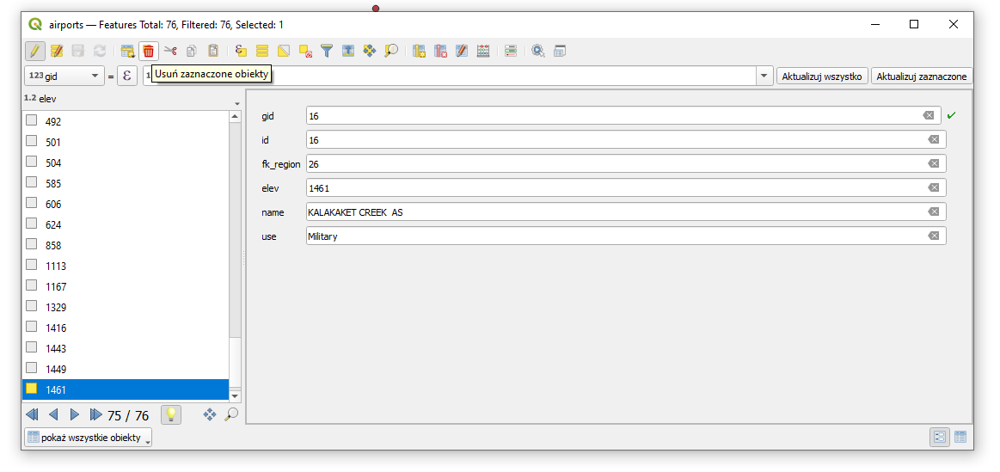 airports — Features Total: 76, Filtered: 76, Selected: 1
Usuń zaznaczone obiekty
123 gid = ε 1
Aktualizuj wszystko Aktualizuj zaznaczone
1.2 elev
492
501
504
585
606
624
858
1113
1167
1329
1416
1443
1449
1461
75 / 76
pokaż wszystkie obiekty
gid 16
id 16
fk_region 26
elev 1461
name KALAKAKET CREEK AS
use Military